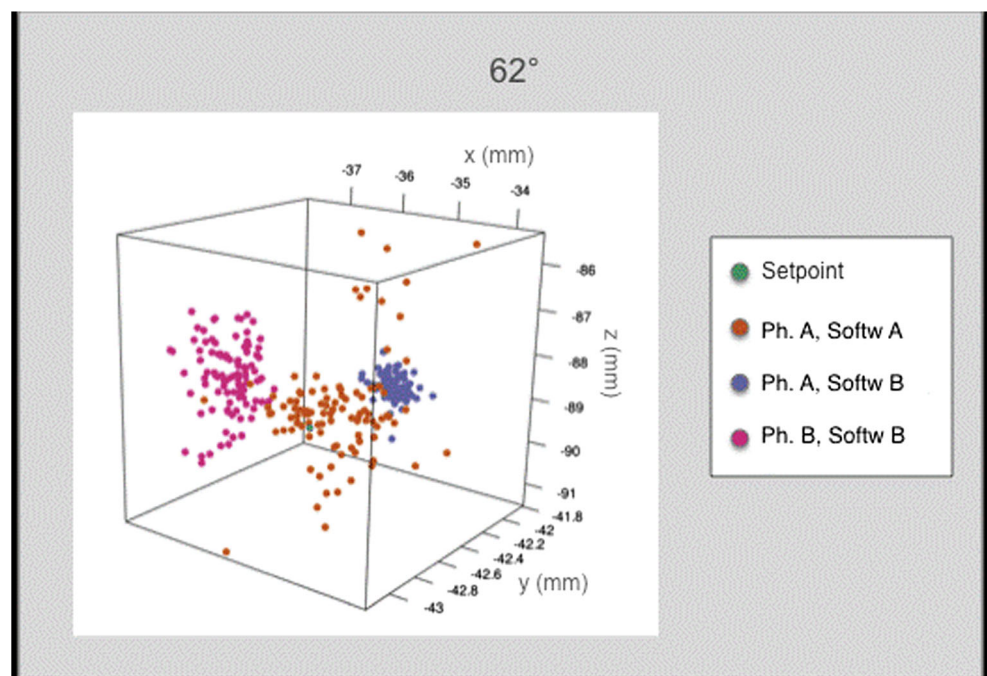 62°
x (mm)
-37
-36
-35
-34
-86
-87
-88
-89
-90
-91
z (mm)
-41.8
-42
-42.2
-42.4
-42.6
-42.8
-43
y (mm)
Setpoint
Ph. A, Softw A
Ph. A, Softw B
Ph. B, Softw B